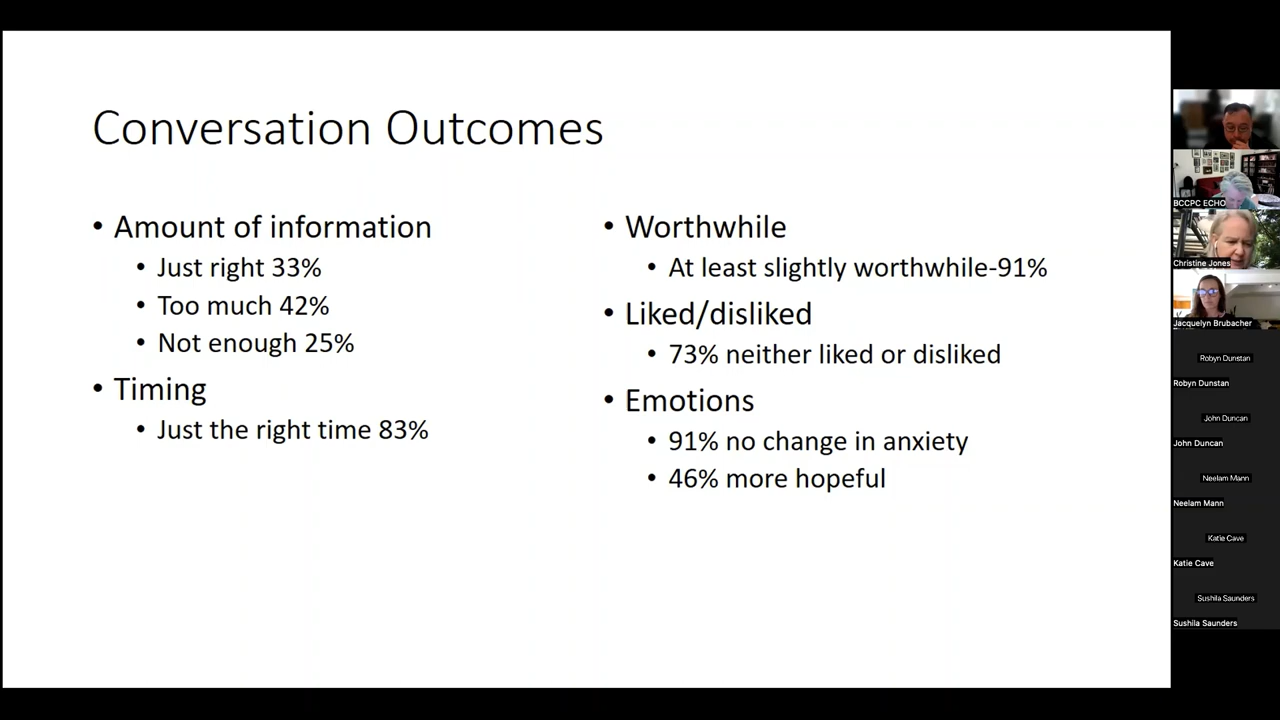 Conversation Outcomes
• Amount of information
• Just right 33%
• Too much 42%
• Not enough 25%
• Timing
• Just the right time 83%
• Worthwhile
• At least slightly worthwhile-91%
• Liked/disliked
• 73% neither liked or disliked
• Emotions
• 91% no change in anxiety
• 46% more hopeful
BCCPC ECHO
Christine Jones
Jacquelyn Brubacher
Robyn Dunstan
Robyn Dunstan
John Duncan
John Duncan
Neelam Mann
Neelam Mann
Katie Cave
Katie Cave
Sushila Saunders
Sushila Saunders